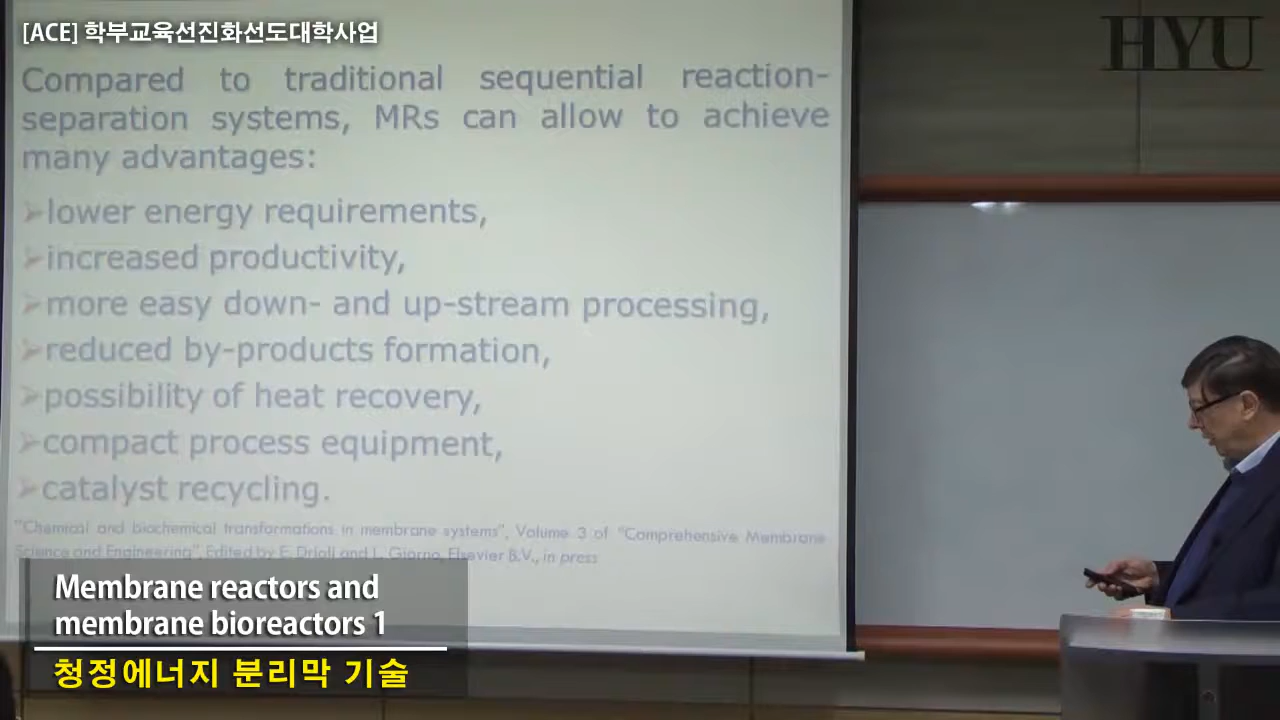 [ACE] 학부교육선진화선도대학사업
HYU
Compared to traditional sequential reaction-
separation systems, MRs can allow to achieve
many advantages:
➢lower energy requirements,
➢increased productivity,
➢more easy down- and up-stream processing,
➢reduced by-products formation,
➢possibility of heat recovery,
➢compact process equipment,
➢catalyst recycling.
"Chemical and biochemical transformations in membrane systems", Volume 3 of "Comprehensive Membrane
Science and Engineering", Edited by E. Drioli and L. Giorno, Elsevier B.V., in press
Membrane reactors and
membrane bioreactors 1
청정에너지 분리막 기술